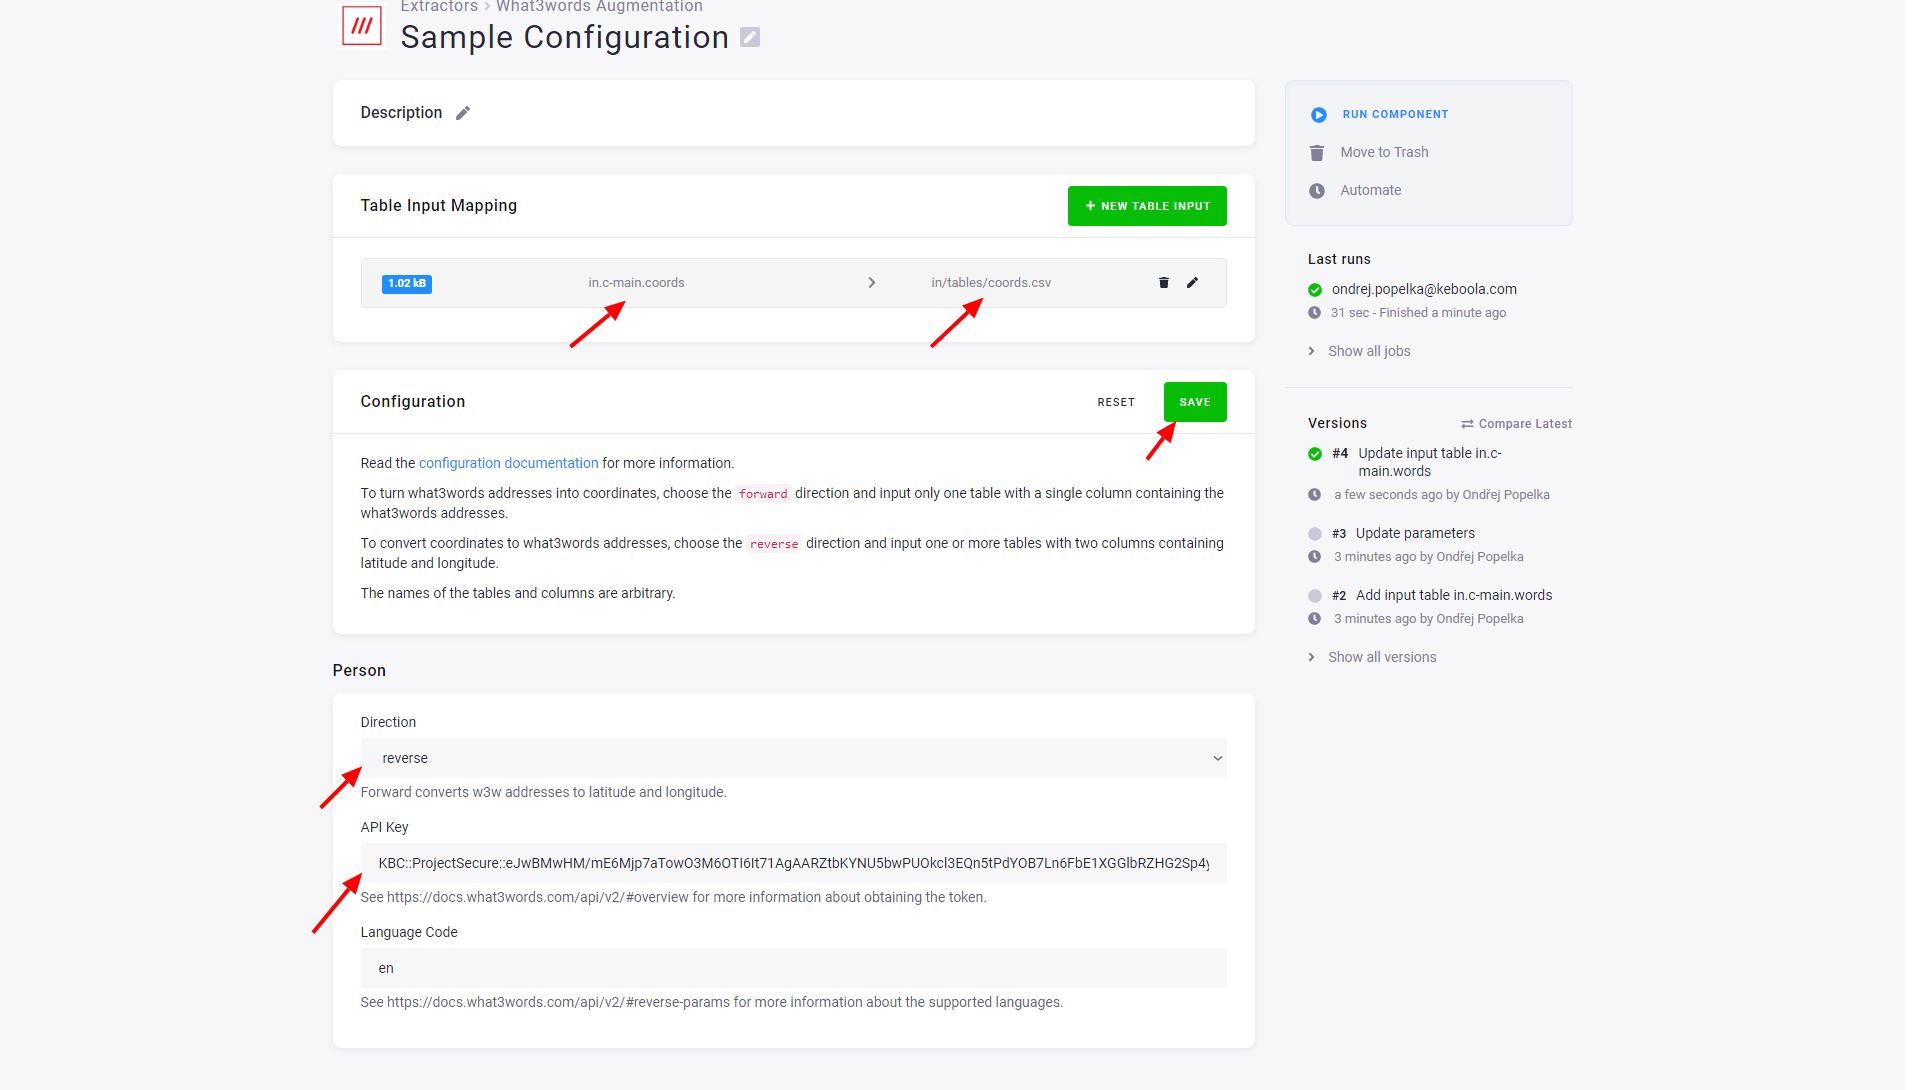 Extractors > What3words Augmentation
Sample Configuration
Description
Table Input Mapping
+ NEW TABLE INPUT
1.02 kB in.c-main.coords > in/tables/coords.csv
Configuration
RESET SAVE
Read the configuration documentation for more information.
To turn what3words addresses into coordinates, choose the forward direction and input only one table with a single column containing the
what3words addresses.
To convert coordinates to what3words addresses, choose the reverse direction and input one or more tables with two columns containing
latitude and longitude.
The names of the tables and columns are arbitrary.
Person
Direction
reverse
Forward converts w3w addresses to latitude and longitude.
API Key
KBC::ProjectSecure::eJwBMwHM/mE6Mjp7aTowO3M6OTI6It71AgAARZtbKYNU5bwPUOkcl3EQn5tPdYOB7Ln6FbE1XGGlbRZHG2Sp4y
See https://docs.what3words.com/api/v2/#overview for more information about obtaining the token.
Language Code
en
See https://docs.what3words.com/api/v2/#reverse-params for more information about the supported languages.
RUN COMPONENT
Move to Trash
Automate
Last runs
ondrej.popelka@keboola.com
31 sec - Finished a minute ago
> Show all jobs
Versions
Compare Latest
#4 Update input table in.c-
main.words
a few seconds ago by Ondřej Popelka
#3 Update parameters
3 minutes ago by Ondřej Popelka
#2 Add input table in.c-main.words
3 minutes ago by Ondřej Popelka
> Show all versions